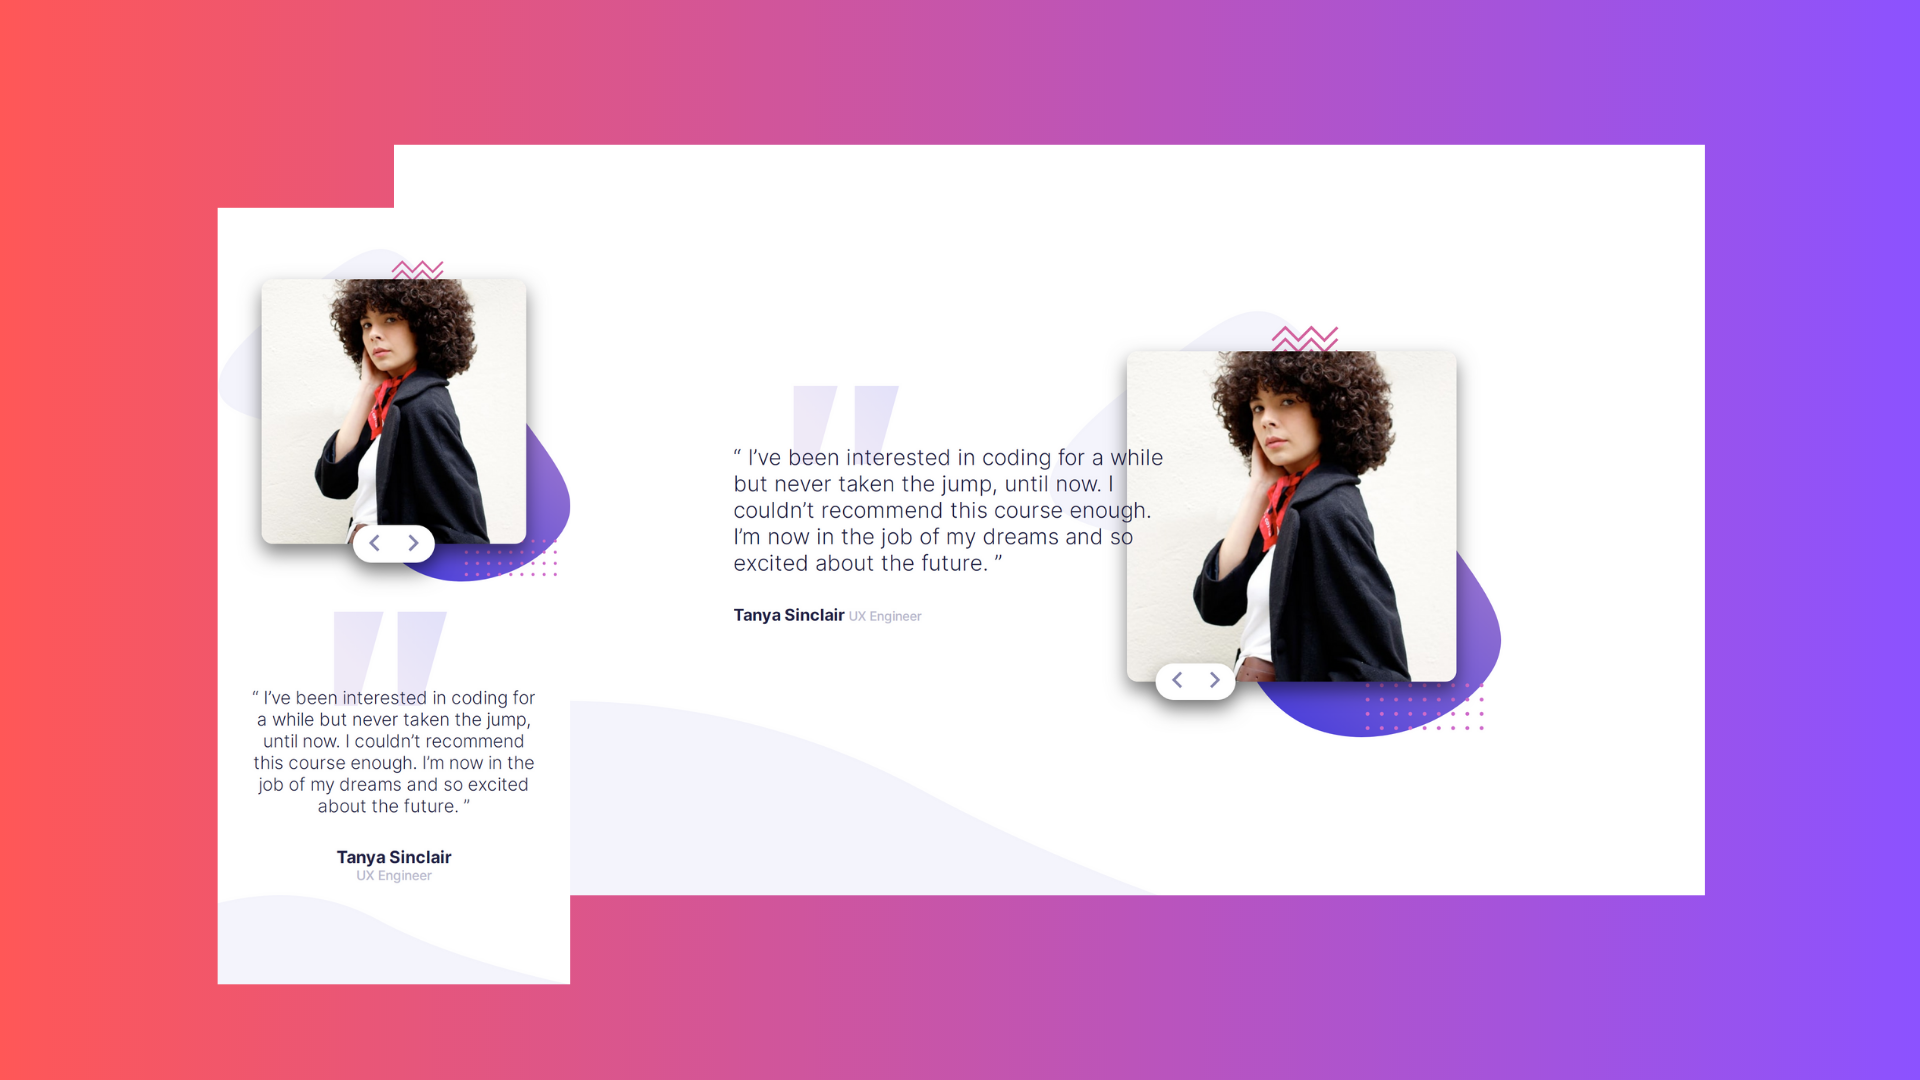 “ I’ve been interested in coding for
a while but never taken the jump,
until now. I couldn’t recommend
this course enough. I’m now in the
job of my dreams and so excited
about the future. ”
Tanya Sinclair
UX Engineer
“ I’ve been interested in coding for a while
but never taken the jump, until now. I
couldn’t recommend this course enough.
I’m now in the job of my dreams and so
excited about the future. ”
Tanya Sinclair UX Engineer